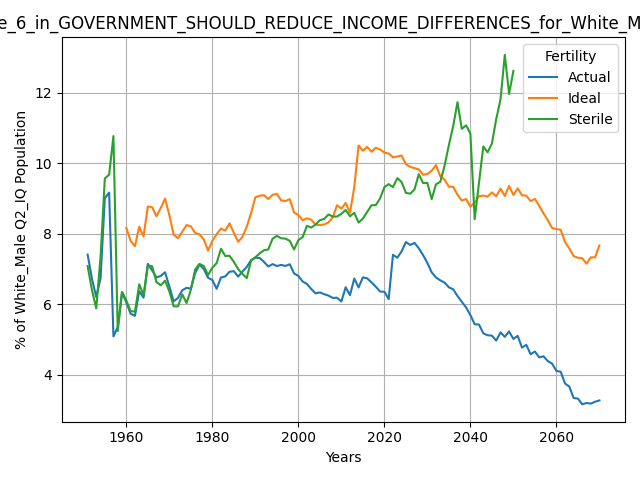 e_6_in_GOVERNMENT_SHOULD_REDUCE_INCOME_DIFFERENCES_for_White_M
Fertility
Actual
Ideal
Sterile
% of White_Male Q2_IQ Population
12
10
8
6
4
1960
1980
2000
2020
2040
2060
Years